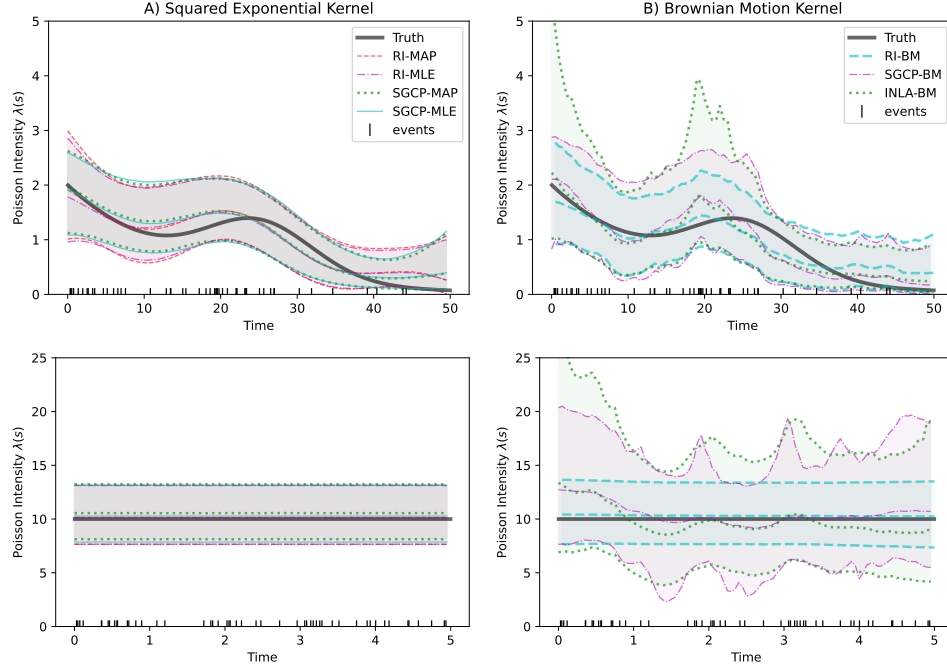 A) Squared Exponential Kernel
5
4
3
2
1
0
Poisson Intensity λ(s)
Truth
RI-MAP
RI-MLE
SGCP-MAP
SGCP-MLE
events
0 10 20 30 40 50
Time
B) Brownian Motion Kernel
5
4
3
2
1
0
Poisson Intensity λ(s)
Truth
RI-BM
SGCP-BM
INLA-BM
events
0 10 20 30 40 50
Time
25
20
15
10
5
0
Poisson Intensity λ(s)
0 1 2 3 4 5
Time
25
20
15
10
5
0
Poisson Intensity λ(s)
0 1 2 3 4 5
Time